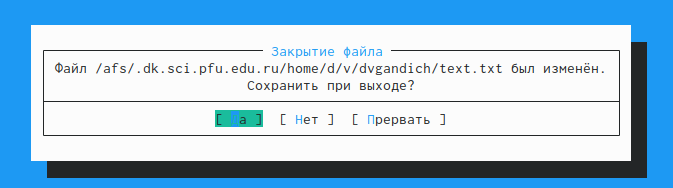 Закрытие файла
Файл /afs/.dk.sci.pfu.edu.ru/home/d/v/dvgandich/text.txt был изменён.
Сохранить при выходе?
[ Да ] [ Нет ] [ Прервать ]